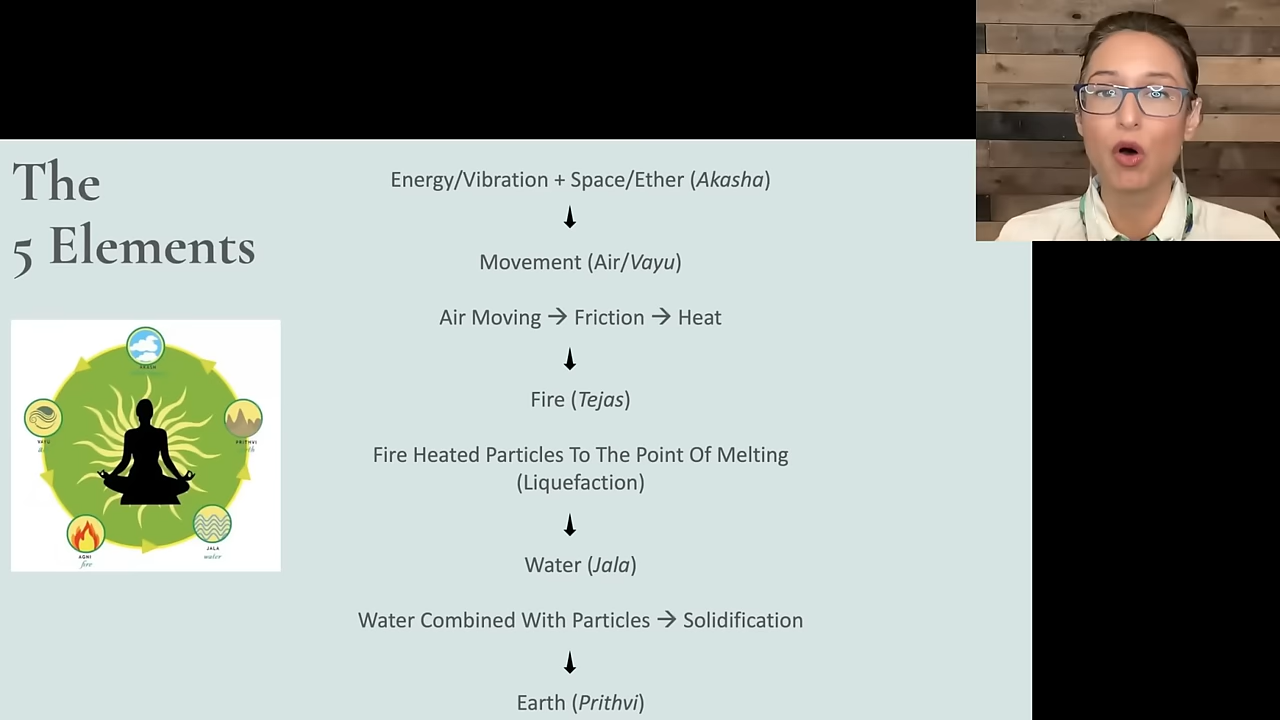 The
5 Elements
Energy/Vibration + Space/Ether (Akasha)
Movement (Air/Vayu)
Air Moving → Friction → Heat
Fire (Tejas)
Fire Heated Particles To The Point Of Melting
(Liquefaction)
Water (Jala)
Water Combined With Particles → Solidification
Earth (Prithvi)
AKASH
VAYU
PRITHVI
AGNI
fire
JALA
water